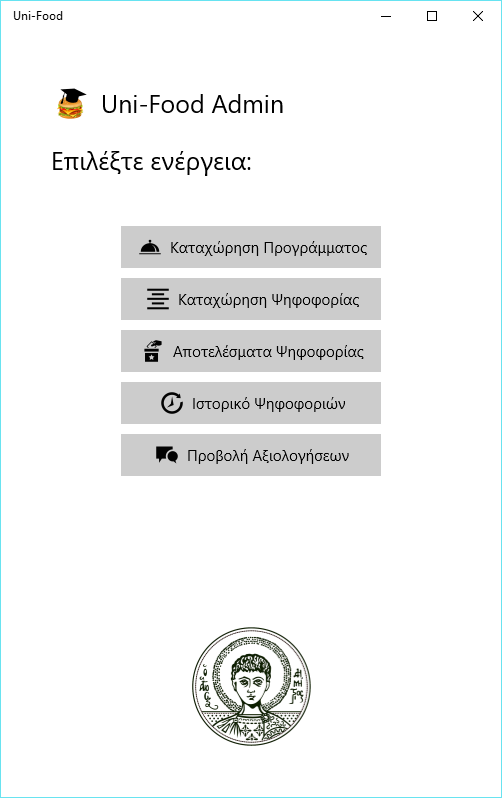 Uni-Food
Uni-Food Admin
Επιλέξτε ενέργεια:
Καταχώρηση Προγράμματος
Καταχώρηση Ψηφοφορίας
Αποτελέσματα Ψηφοφορίας
Ιστορικό Ψηφοφοριών
Προβολή Αξιολογήσεων